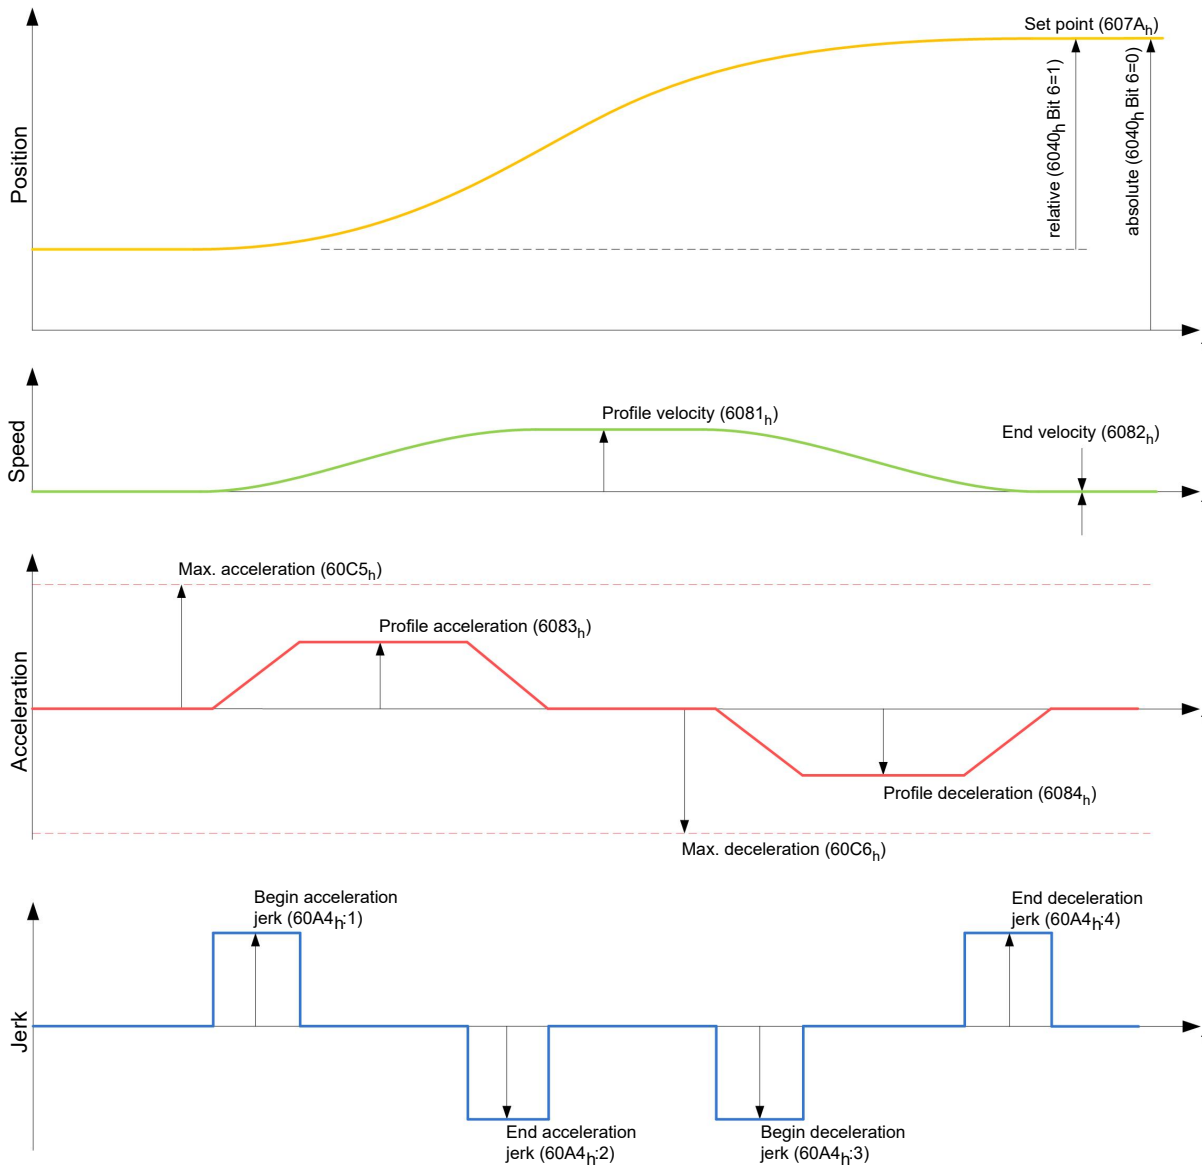 Set point (607Aₕ)
Position
relative (6040ₕ Bit 6=1)
absolute (6040ₕ Bit 6=0)
Speed
Profile velocity (6081ₕ)
End velocity (6082ₕ)
Acceleration
Max. acceleration (60C5ₕ)
Profile acceleration (6083ₕ)
Profile deceleration (6084ₕ)
Max. deceleration (60C6ₕ)
Jerk
Begin acceleration
jerk (60A4ₕ:1)
End deceleration
jerk (60A4ₕ:4)
End acceleration
jerk (60A4ₕ:2)
Begin deceleration
jerk (60A4ₕ:3)